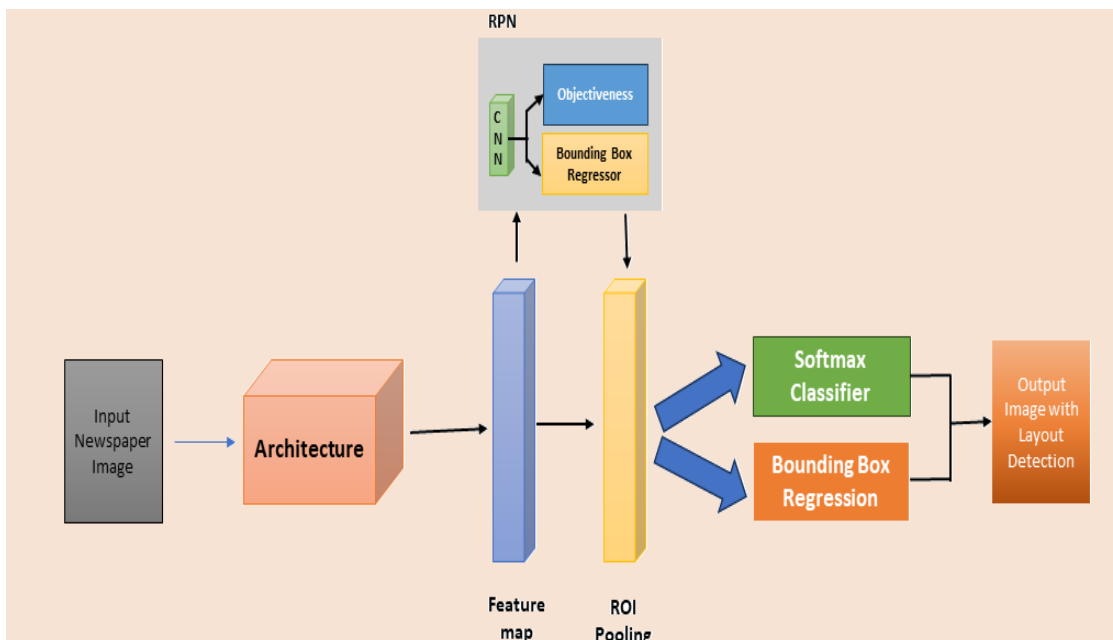 RPN
C
N
N
Objectiveness
Bounding Box
Regressor
Input
Newspaper
Image
Architecture
Softmax
Classifier
Bounding Box
Regression
Output
Image with
Layout
Detection
Feature
map
ROI
Pooling